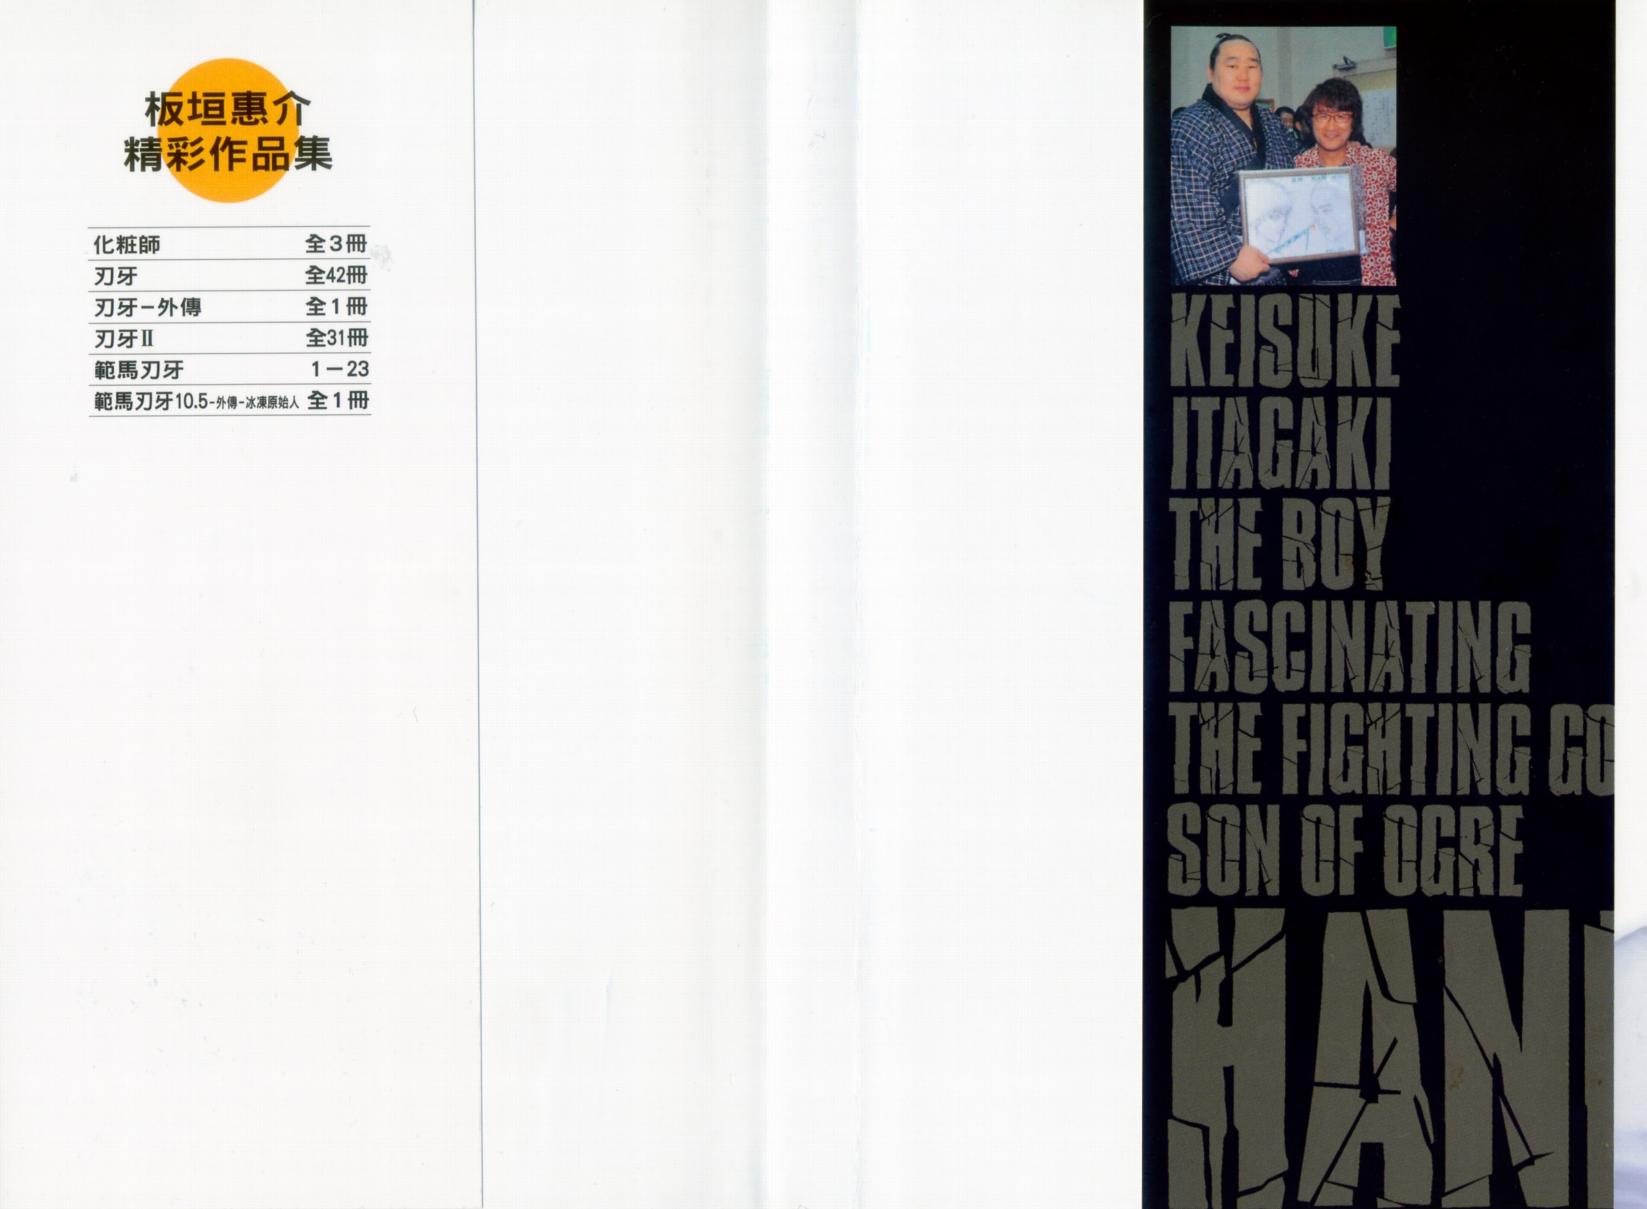 板垣惠介
精彩作品集
化粧師 全3冊
刃牙 全42冊
刃牙-外傳 全1冊
刃牙Ⅱ 全31冊
範馬刃牙 1-23
範馬刃牙10.5-外傳-冰凍原始人 全1冊
KEISUKE
ITAGAKI
THE BOY
FASCINATING
THE FIGHTING GO
SON OF OGRE
HAN